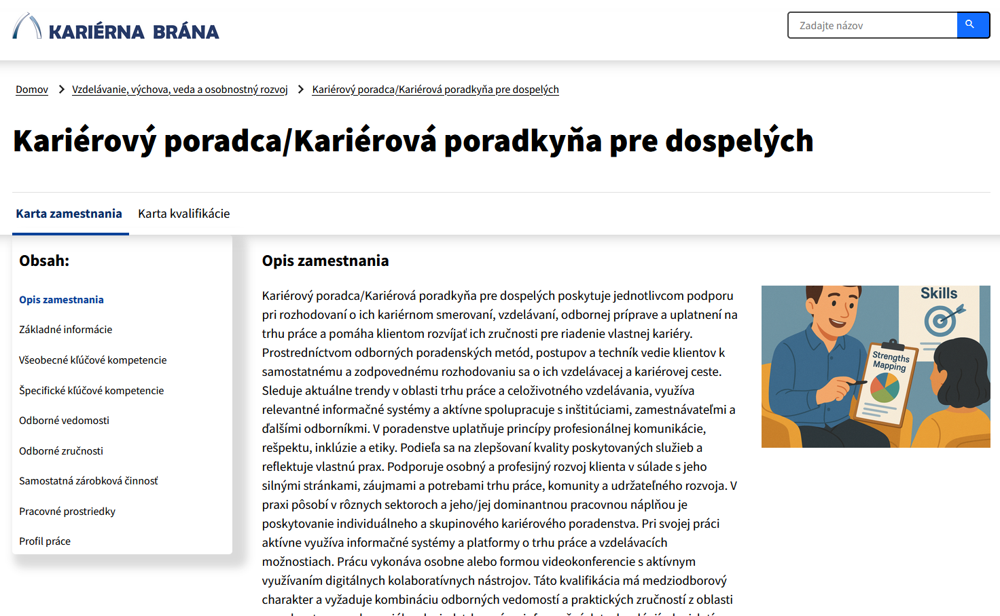 KARIÉRNA BRÁNA
Zadajte názov
Domov > Vzdelávanie, výchova, veda a osobnostný rozvoj > Kariérový poradca/Kariérová poradkyňa pre dospelých
Kariérový poradca/Kariérová poradkyňa pre dospelých
Karta zamestnania Karta kvalifikácie
Obsah:
Opis zamestnania
Základné informácie
Všeobecné kľúčové kompetencie
Špecifické kľúčové kompetencie
Odborné vedomosti
Odborné zručnosti
Samostatná zárobková činnosť
Pracovné prostriedky
Profil práce
Opis zamestnania
Kariérový poradca/Kariérová poradkyňa pre dospelých poskytuje jednotlivcom podporu
pri rozhodovaní o ich kariérnom smerovaní, vzdelávaní, odbornej príprave a uplatnení na
trhu práce a pomáha klientom rozvíjať ich zručnosti pre riadenie vlastnej kariéry.
Prostredníctvom odborných poradenských metód, postupov a techník vedie klientov k
samostatnému a zodpovednému rozhodovaniu sa o ich vzdelávacej a kariérovej ceste.
Sleduje aktuálne trendy v oblasti trhu práce a celoživotného vzdelávania, využíva
relevantné informačné systémy a aktívne spolupracuje s inštitúciami, zamestnávateľmi a
ďalšími odborníkmi. V poradenstve uplatňuje princípy profesionálnej komunikácie,
rešpektu, inklúzie a etiky. Podieľa sa na zlepšovaní kvality poskytovaných služieb a
reflektuje vlastnú prax. Podporuje osobný a profesijný rozvoj klienta v súlade s jeho
silnými stránkami, záujmami a potrebami trhu práce, komunity a udržateľného rozvoja. V
praxi pôsobí v rôznych sektoroch a jeho/jej dominantnou pracovnou náplňou je
poskytovanie individuálneho a skupinového kariérového poradenstva. Pri svojej práci
aktívne využíva informačné systémy a platformy o trhu práce a vzdelávacích
možnostiach. Prácu vykonáva osobne alebo formou videokonferencie s aktívnym
využívaním digitálnych kolaboratívnych nástrojov. Táto kvalifikácia má medziodborový
charakter a vyžaduje kombináciu odborných vedomostí a praktických zručností z oblasti
Skills
Strengths
Mapping